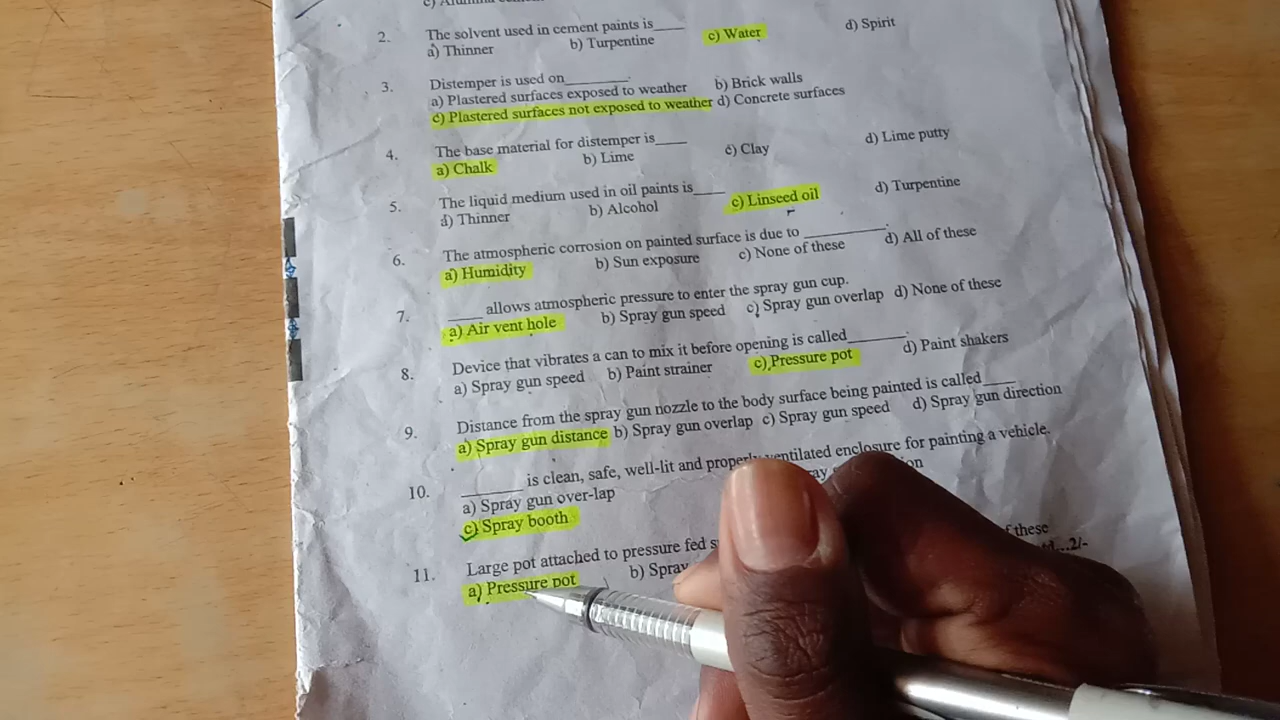 2. The solvent used in cement paints is____
a) Thinner b) Turpentine c) Water d) Spirit
3. Distemper is used on________.
a) Plastered surfaces exposed to weather b) Brick walls
c) Plastered surfaces not exposed to weather d) Concrete surfaces
4. The base material for distemper is____
a) Chalk b) Lime c) Clay d) Lime putty
5. The liquid medium used in oil paints is____
a) Thinner b) Alcohol c) Linseed oil d) Turpentine
6. The atmospheric corrosion on painted surface is due to __________.
a) Humidity b) Sun exposure c) None of these d) All of these
7. ____ allows atmospheric pressure to enter the spray gun cup.
a) Air vent hole b) Spray gun speed c) Spray gun overlap d) None of these
8. Device that vibrates a can to mix it before opening is called_______.
a) Spray gun speed b) Paint strainer c) Pressure pot d) Paint shakers
9. Distance from the spray gun nozzle to the body surface being painted is called____
a) Spray gun distance b) Spray gun overlap c) Spray gun speed d) Spray gun direction
10. _______ is clean, safe, well-lit and properly ventilated enclosure for painting a vehicle.
a) Spray gun over-lap
c) Spray booth
11. Large pot attached to pressure fed
a) Pressure pot b) Spray these